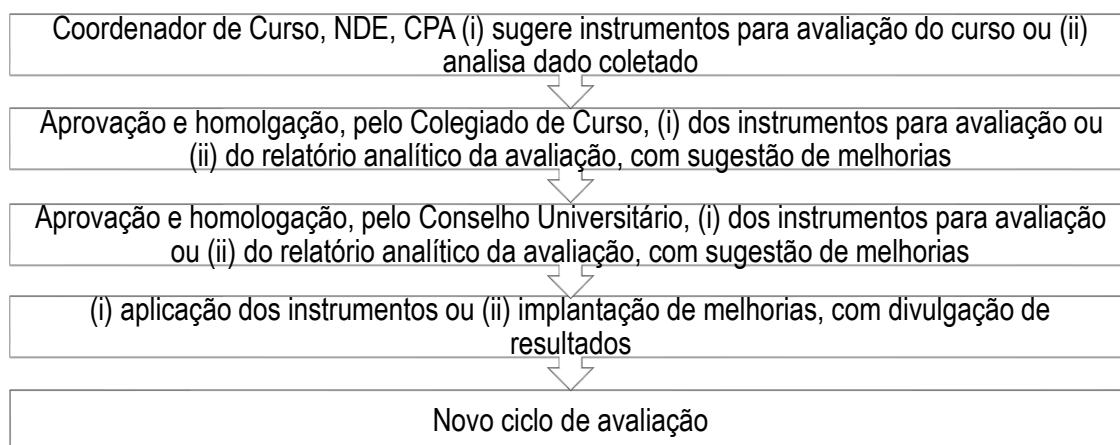 Coordenador de Curso, NDE, CPA (i) sugere instrumentos para avaliação do curso ou (ii)
analisa dado coletado
Aprovação e homolgação, pelo Colegiado de Curso, (i) dos instrumentos para avaliação ou
(ii) do relatório analítico da avaliação, com sugestão de melhorias
Aprovação e homologação, pelo Conselho Universitário, (i) dos instrumentos para avaliação
ou (ii) do relatório analítico da avaliação, com sugestão de melhorias
(i) aplicação dos instrumentos ou (ii) implantação de melhorias, com divulgação de
resultados
Novo ciclo de avaliação